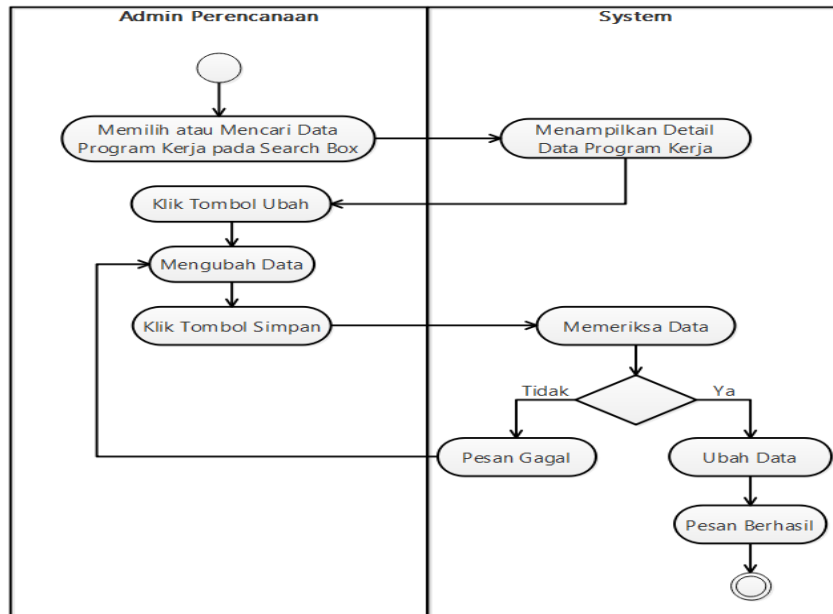 Admin Perencanaan
System
Memilih atau Mencari Data
Program Kerja pada Search Box
Menampilkan Detail
Data Program Kerja
Klik Tombol Ubah
Mengubah Data
Klik Tombol Simpan
Memeriksa Data
Tidak
Ya
Pesan Gagal
Ubah Data
Pesan Berhasil